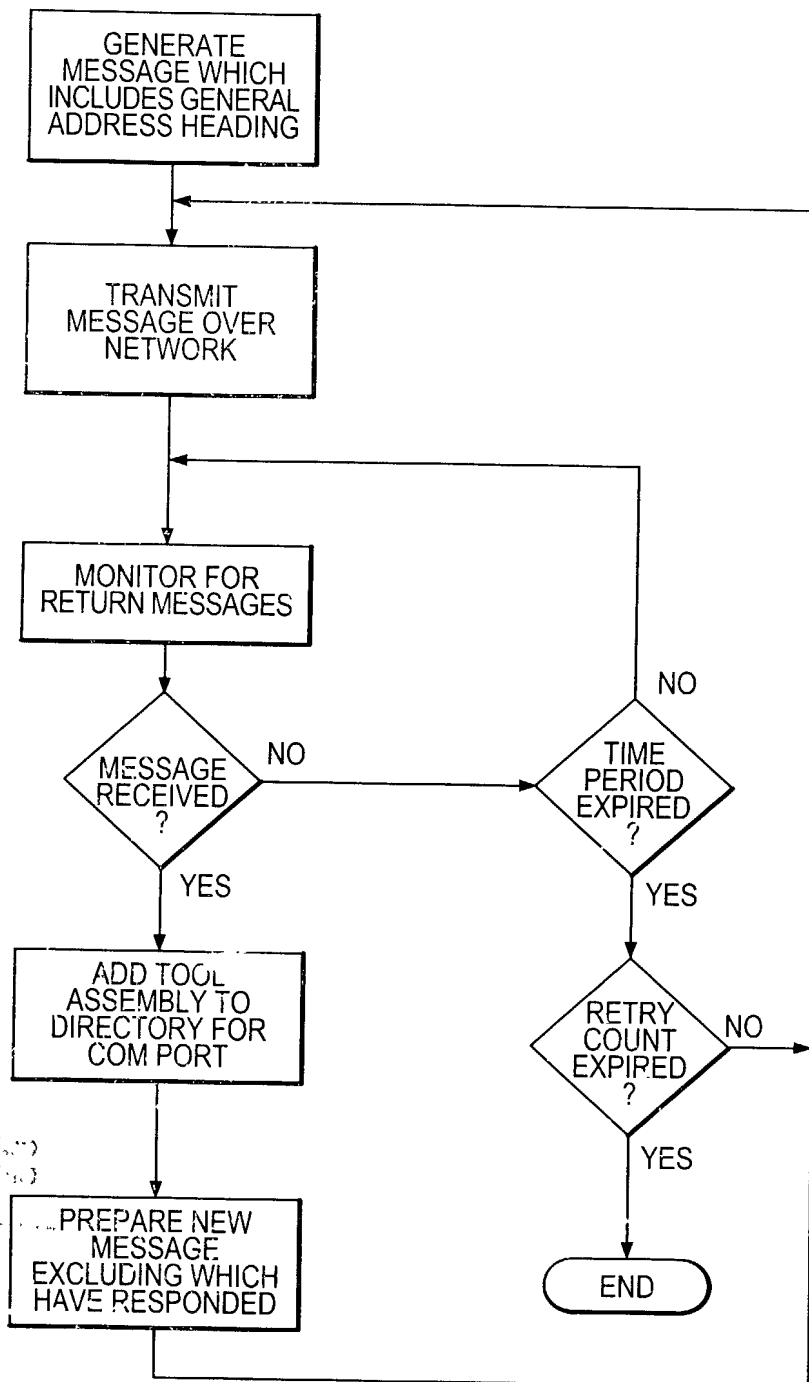 GENERATE
MESSAGE WHICH
INCLUDES GENERAL
ADDRESS HEADING
TRANSMIT
MESSAGE OVER
NETWORK
MONITOR FOR
RETURN MESSAGES
MESSAGE
RECEIVED
?
NO
YES
TIME
PERIOD
EXPIRED
?
NO
YES
ADD TOOL
ASSEMBLY TO
DIRECTORY FOR
COM PORT
RETRY
COUNT
EXPIRED
?
NO
YES
PREPARE NEW
MESSAGE
EXCLUDING WHICH
HAVE RESPONDED
END